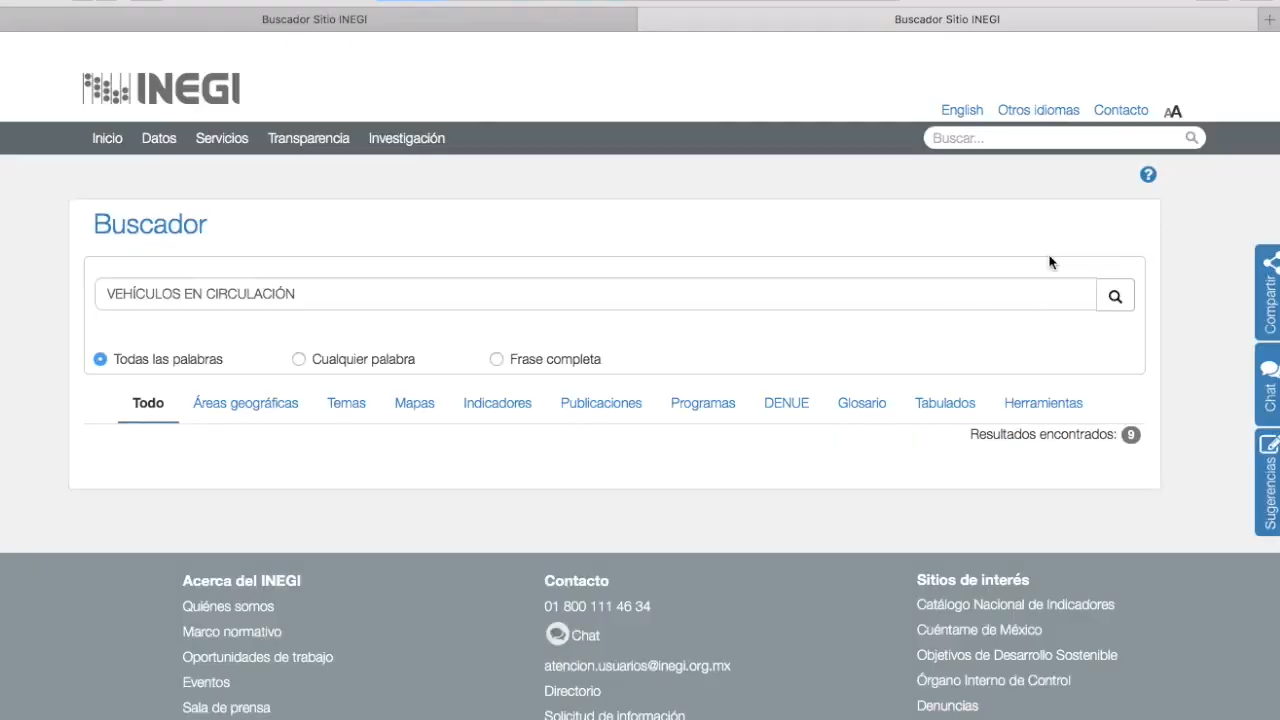 Buscador Sitio INEGI
Buscador Sitio INEGI
+
INEGI
English Otros idiomas Contacto AA
Inicio Datos Servicios Transparencia Investigación
Buscar...
?
Buscador
VEHÍCULOS EN CIRCULACIÓN
Todas las palabras Cualquier palabra Frase completa
Todo Áreas geográficas Temas Mapas Indicadores Publicaciones Programas DENUE Glosario Tabulados Herramientas
Resultados encontrados: 9
Compartir
Chat
Sugerencias
Acerca del INEGI
Quiénes somos
Marco normativo
Oportunidades de trabajo
Eventos
Sala de prensa
Contacto
01 800 111 46 34
Chat
atencion.usuarios@inegi.org.mx
Directorio
Solicitud de información
Sitios de interés
Catálogo Nacional de Indicadores
Cuéntame de México
Objetivos de Desarrollo Sostenible
Órgano Interno de Control
Denuncias